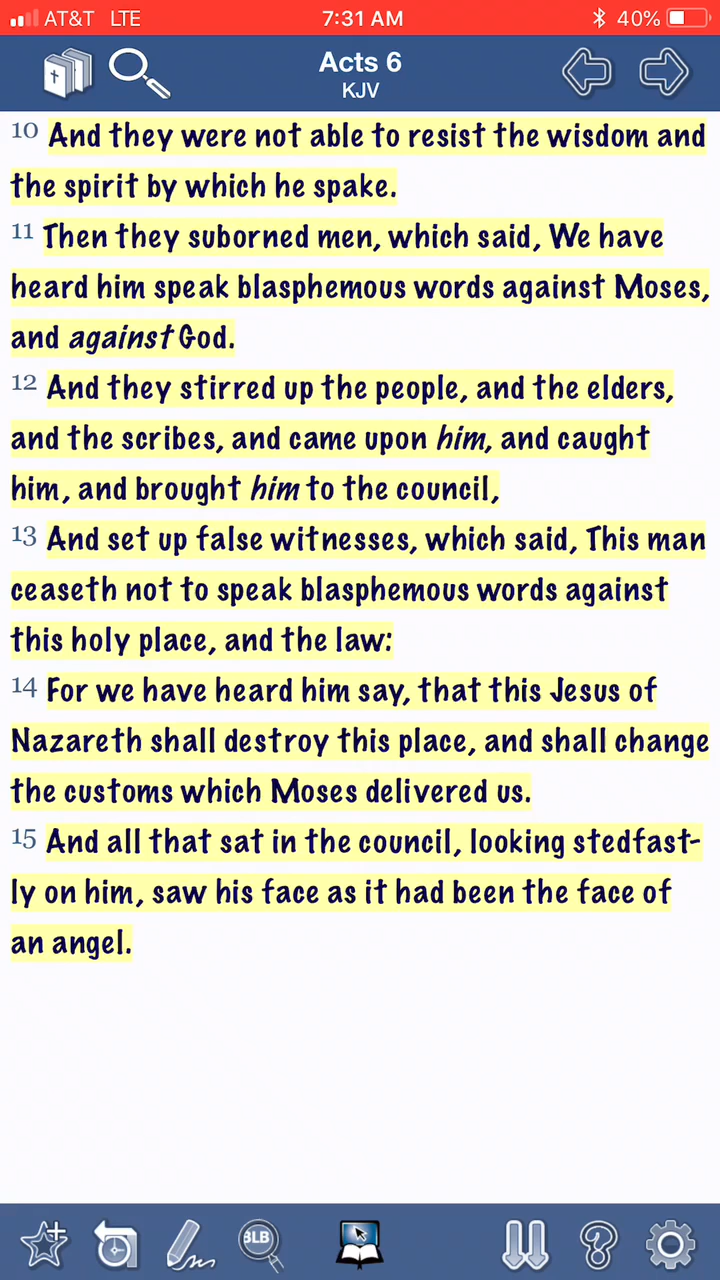 AT&T LTE 7:31 AM 40%
Acts 6
KJV
10 And they were not able to resist the wisdom and
the spirit by which he spake.
11 Then they suborned men, which said, We have
heard him speak blasphemous words against Moses,
and against God.
12 And they stirred up the people, and the elders,
and the scribes, and came upon him, and caught
him, and brought him to the council,
13 And set up false witnesses, which said, This man
ceaseth not to speak blasphemous words against
this holy place, and the law:
14 For we have heard him say, that this Jesus of
Nazareth shall destroy this place, and shall change
the customs which Moses delivered us.
15 And all that sat in the council, looking stedfast-
ly on him, saw his face as it had been the face of
an angel.
BLB